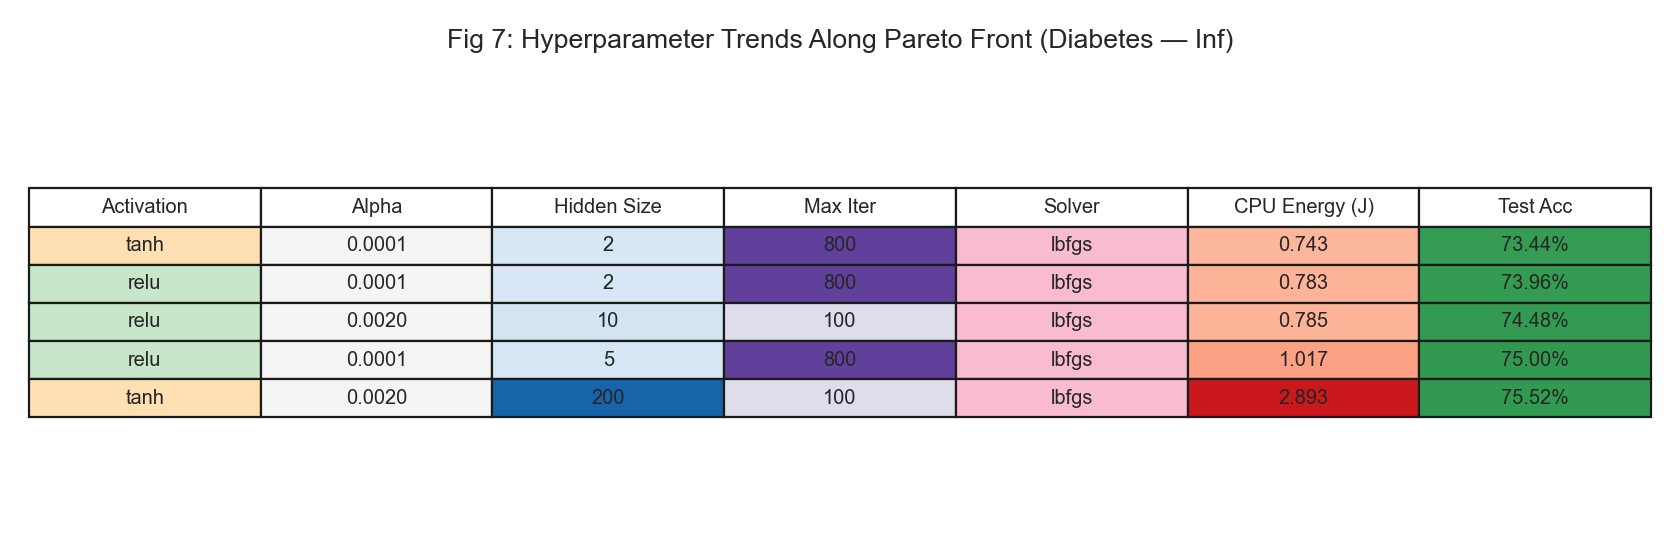 Fig 7: Hyperparameter Trends Along Pareto Front (Diabetes — Inf)
Activation Alpha Hidden Size Max Iter Solver CPU Energy (J) Test Acc
tanh 0.0001 2 800 lbfgs 0.743 73.44%
relu 0.0001 2 800 lbfgs 0.783 73.96%
relu 0.0020 10 100 lbfgs 0.785 74.48%
relu 0.0001 5 800 lbfgs 1.017 75.00%
tanh 0.0020 200 100 lbfgs 2.893 75.52%